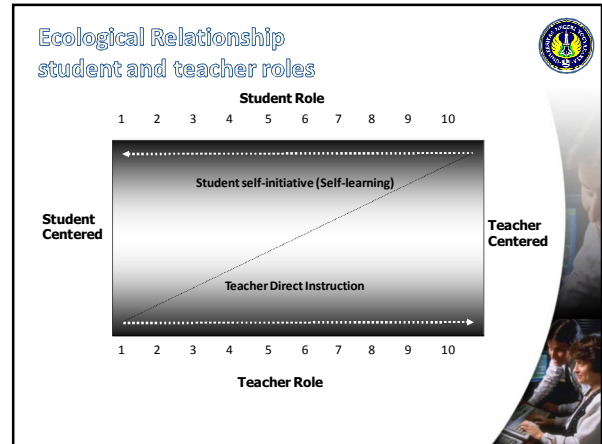 Ecological Relationship
student and teacher roles
Student Role
1 2 3 4 5 6 7 8 9 10
Student self-initiative (Self-learning)
Student
Centered
Teacher
Centered
Teacher Direct Instruction
1 2 3 4 5 6 7 8 9 10
Teacher Role